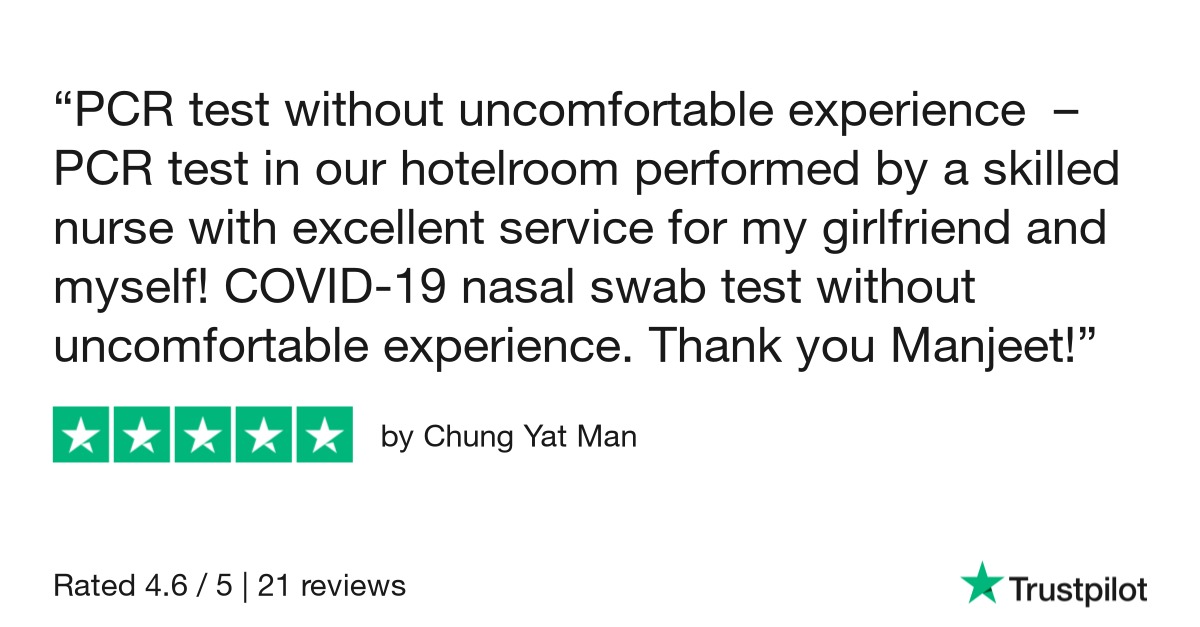 “PCR test without uncomfortable experience  –
PCR test in our hotelroom performed by a skilled
nurse with excellent service for my girlfriend and
myself! COVID-19 nasal swab test without
uncomfortable experience. Thank you Manjeet!”
by Chung Yat Man
Rated 4.6 / 5 | 21 reviews
Trustpilot